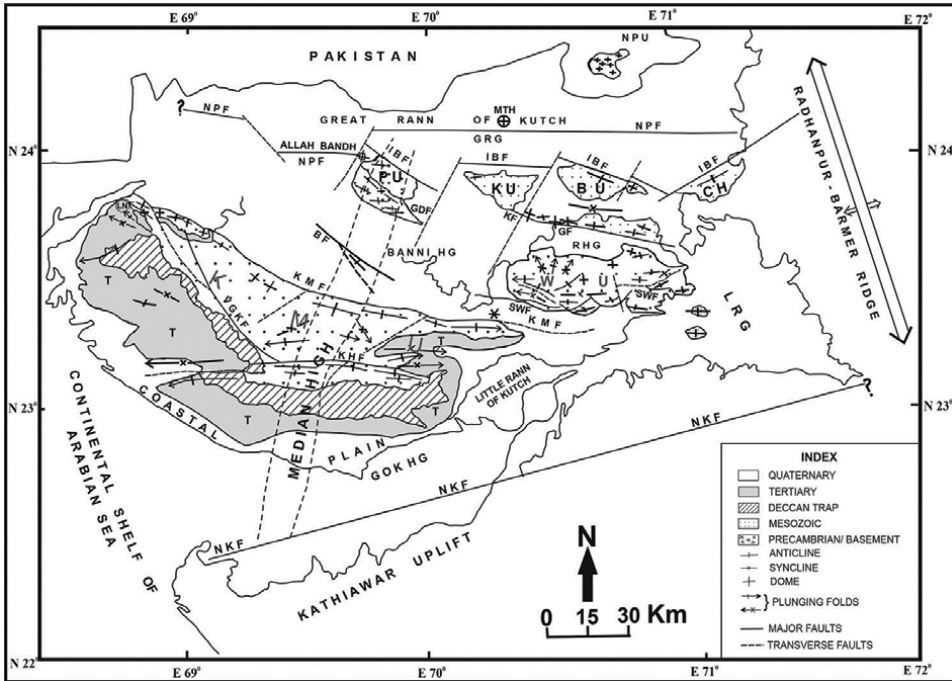 E 69°
E 70°
E 71°
E 72°
NPU
PAKISTAN
?
NPF
MTH
GREAT RANN OF KUTCH
NPF
GRG
N 24°
N 24°
ALLAH BANDH
NPF
IBF
IBF
IBF
IBF
PU
KU
BU
CH
GDF
KF
GF
RADHANPUR-BARMER RIDGE
LNF
BF
BANNI HG
RHG
K
KMF
W U
SWF
SWF
KMF
VGKF
M
LRG
T
T
T
U
KHF
T
T
LITTLE RANN
OF KUTCH
?
N 23°
N 23°
COASTAL PLAIN
MEDIAN HIGH
GOKHG
NKF
NKF
NKF
CONTINENTAL SHELF OF
ARABIAN SEA
KATHIAWAR UPLIFT
N
0 15 30 Km
INDEX
QUATERNARY
TERTIARY
DECCAN TRAP
MESOZOIC
PRECAMBRIAN/ BASEMENT
ANTICLINE
SYNCLINE
DOME
PLUNGING FOLDS
MAJOR FAULTS
TRANSVERSE FAULTS
N 22°
E 69°
E 70°
E 71°
E 72°